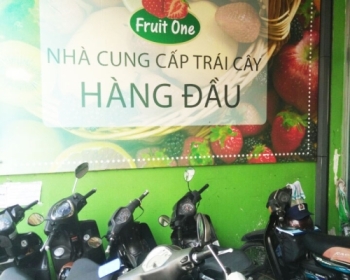 Fruit One
NHÀ CUNG CẤP TRÁI CÂY
HÀNG ĐẦU